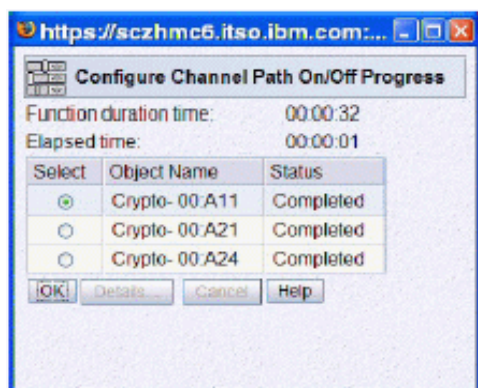 https://sczhmc6.itso.ibm.com:...
Configure Channel Path On/Off Progress
Function duration time: 00:00:32
Elapsed time: 00:00:01
Select Object Name Status
Crypto- 00:A11 Completed
Crypto- 00:A21 Completed
Crypto- 00:A24 Completed
OK Details... Cancel Help